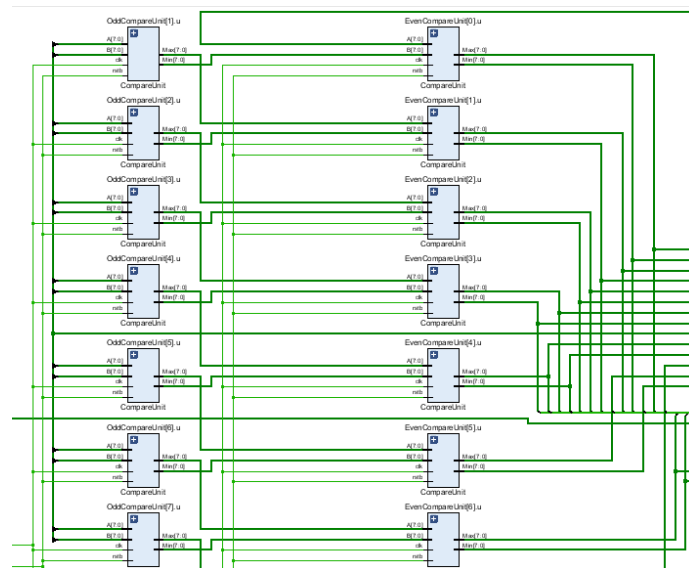 OddCompareUnit[1].u
A[7:0]
B[7:0]
clk
rstb
Max[7:0]
Min[7:0]
CompareUnit
EvenCompareUnit[0].u
A[7:0]
B[7:0]
clk
rstb
Max[7:0]
Min[7:0]
CompareUnit
OddCompareUnit[2].u
A[7:0]
B[7:0]
clk
rstb
Max[7:0]
Min[7:0]
CompareUnit
EvenCompareUnit[1].u
A[7:0]
B[7:0]
clk
rstb
Max[7:0]
Min[7:0]
CompareUnit
OddCompareUnit[3].u
A[7:0]
B[7:0]
clk
rstb
Max[7:0]
Min[7:0]
CompareUnit
EvenCompareUnit[2].u
A[7:0]
B[7:0]
clk
rstb
Max[7:0]
Min[7:0]
CompareUnit
OddCompareUnit[4].u
A[7:0]
B[7:0]
clk
rstb
Max[7:0]
Min[7:0]
CompareUnit
EvenCompareUnit[3].u
A[7:0]
B[7:0]
clk
rstb
Max[7:0]
Min[7:0]
CompareUnit
OddCompareUnit[5].u
A[7:0]
B[7:0]
clk
rstb
Max[7:0]
Min[7:0]
CompareUnit
EvenCompareUnit[4].u
A[7:0]
B[7:0]
clk
rstb
Max[7:0]
Min[7:0]
CompareUnit
OddCompareUnit[6].u
A[7:0]
B[7:0]
clk
rstb
Max[7:0]
Min[7:0]
CompareUnit
EvenCompareUnit[5].u
A[7:0]
B[7:0]
clk
rstb
Max[7:0]
Min[7:0]
CompareUnit
OddCompareUnit[7].u
A[7:0]
B[7:0]
clk
rstb
Max[7:0]
Min[7:0]
EvenCompareUnit[6].u
A[7:0]
B[7:0]
clk
rstb
Max[7:0]
Min[7:0]